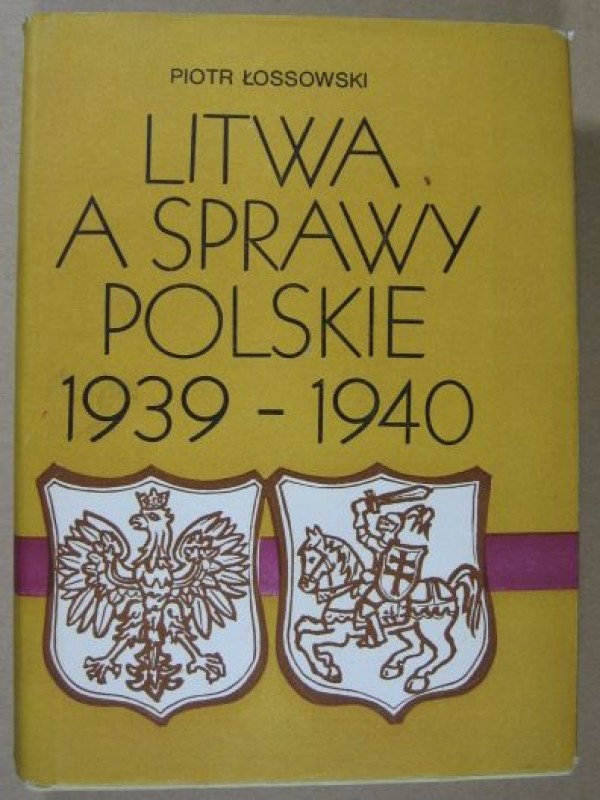 PIOTR ŁOSSOWSKI
LITWA
A SPRAWY
POLSKIE
1939 - 1940